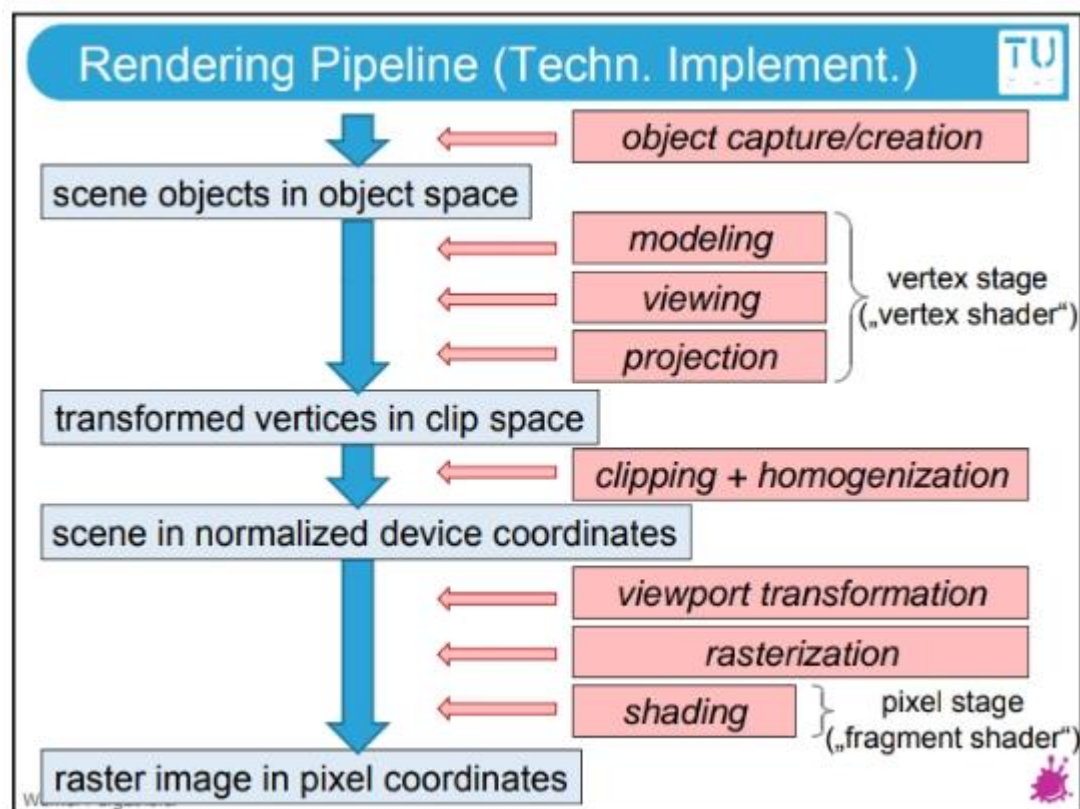 Rendering Pipeline (Techn. Implement.)
TU
object capture/creation
scene objects in object space
modeling
viewing
projection
vertex stage
(„vertex shader“)
transformed vertices in clip space
clipping + homogenization
scene in normalized device coordinates
viewport transformation
rasterization
shading
pixel stage
(„fragment shader“)
raster image in pixel coordinates